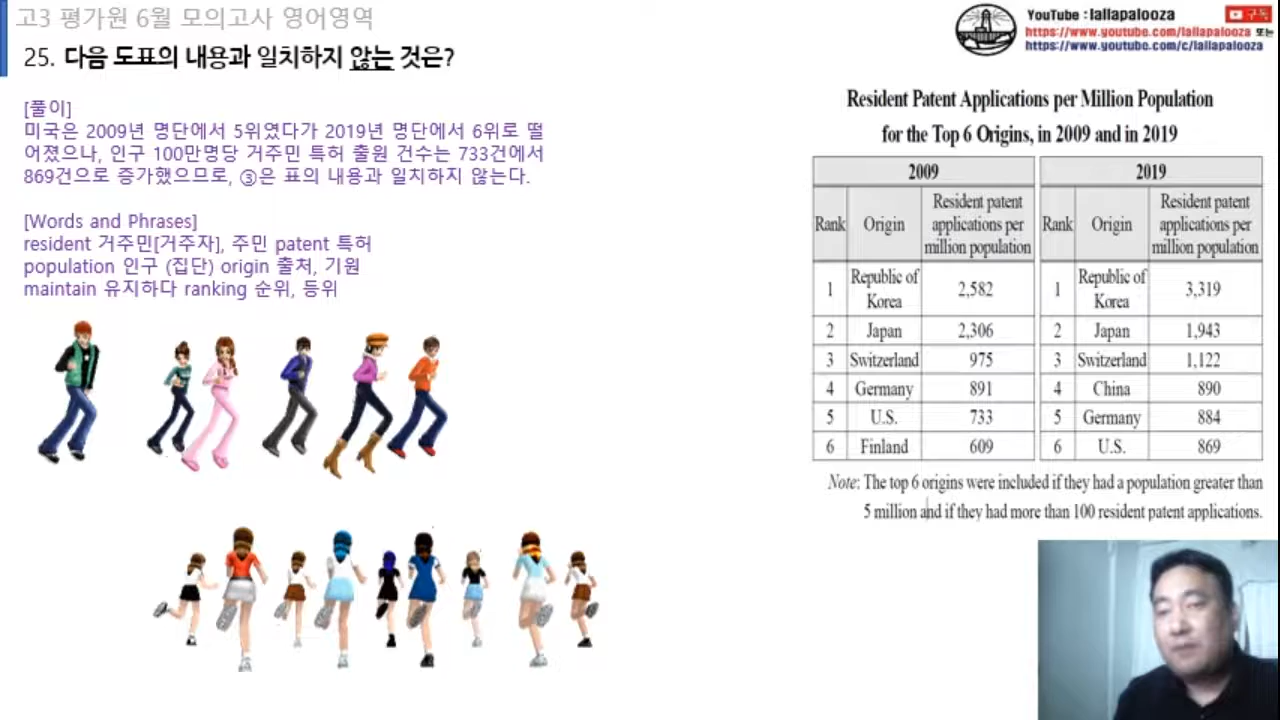 고3 평가원 6월 모의고사 영어영역
25. 다음 도표의 내용과 일치하지 않는 것은?
[풀이]
미국은 2009년 명단에서 5위였다가 2019년 명단에서 6위로 떨
어졌으나, 인구 100만명당 거주민 특허 출원 건수는 733건에서
869건으로 증가했으므로, ③은 표의 내용과 일치하지 않는다.
[Words and Phrases]
resident 거주민[거주자], 주민 patent 특허
population 인구 (집단) origin 출처, 기원
maintain 유지하다 ranking 순위, 등위
YouTube : lallapalooza
구독
https://www.youtube.com/lallapalooza 또는
https://www.youtube.com/c/lallapalooza
Resident Patent Applications per Million Population
for the Top 6 Origins, in 2009 and in 2019
2009 2019
Rank Origin Resident patent applications per million population Rank Origin Resident patent applications per million population
1 Republic of Korea 2,582 1 Republic of Korea 3,319
2 Japan 2,306 2 Japan 1,943
3 Switzerland 975 3 Switzerland 1,122
4 Germany 891 4 China 890
5 U.S. 733 5 Germany 884
6 Finland 609 6 U.S. 869
Note: The top 6 origins were included if they had a population greater than
5 million and if they had more than 100 resident patent applications.